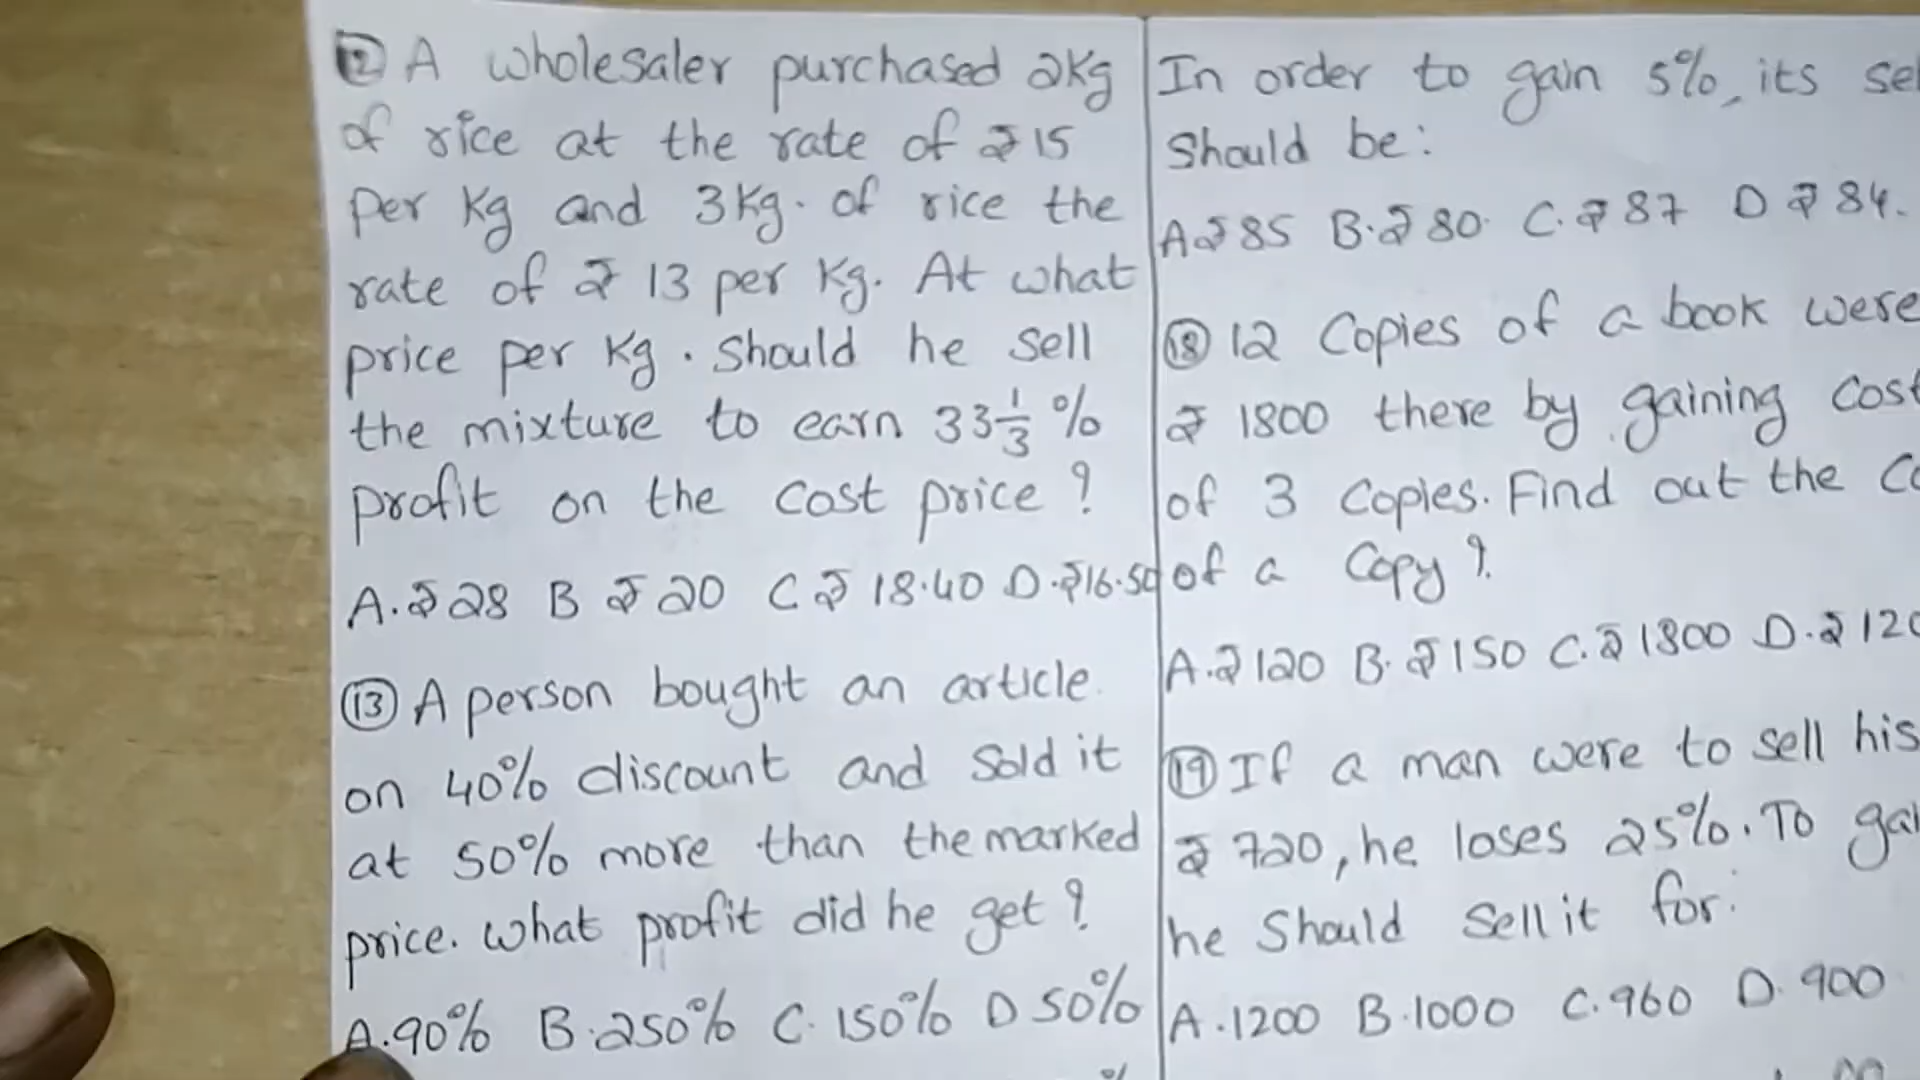 ⑫ A wholesaler purchased 2Kg
of rice at the rate of ₹15
Per Kg and 3Kg. of rice the
rate of ₹ 13 per Kg. At what
price per Kg. Should he sell
the mixture to earn 33 1/3 %
profit on the cost price ?
A. ₹28 B ₹ 20 C ₹ 18.40 D. ₹16.50
⑬ A person bought an article
on 40% discount and Sold it
at 50% more than the marked
price. What profit did he get ?
A. 90% B. 250% C. 150% D 50%
In order to gain 5%, its
Should be:
A ₹85 B. ₹80. C. ₹87 D ₹84.
⑱ 12 Copies of a book were
₹ 1800 there by gaining Cost
of 3 Copies. Find out the
of a Copy ?
A. ₹120 B. ₹150 C. ₹1800 D. ₹
⑲ If a man were to sell his
₹ 720, he loses 25%. To
he Should Sell it for:
A. 1200 B. 1000 C. 960 D. 900